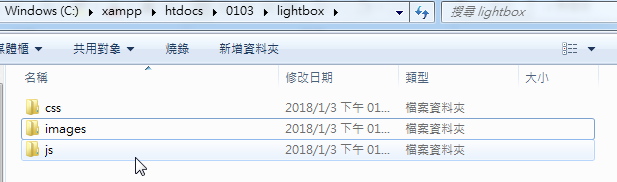 Windows (C:) ▸ xampp ▸ htdocs ▸ 0103 ▸ lightbox ▸ 搜尋 lightbox
媒體櫃 共用對象 燒錄 新增資料夾
名稱 修改日期 類型 大小
css 2018/1/3 下午 01... 檔案資料夾
images 2018/1/3 下午 01... 檔案資料夾
js 2018/1/3 下午 01... 檔案資料夾